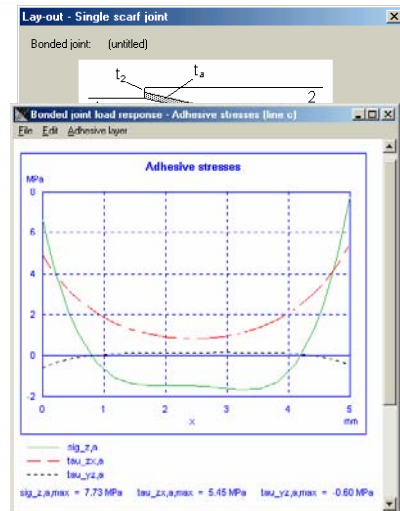 Lay-out - Single scarf joint
Bonded joint: (untitled)
t2 ta
2
Bonded joint load response - Adhesive stresses (line c)
File Edit Adhesive layer
Adhesive stresses
MPa
8
6
4
2
0
-2
0 1 2 3 4 5
x mm
sig_z,a
tau_zx,a
tau_yz,a
sig_z,a,max = 7.73 MPa tau_zx,a,max = 5.45 MPa tau_yz,a,max = -0.60 MPa